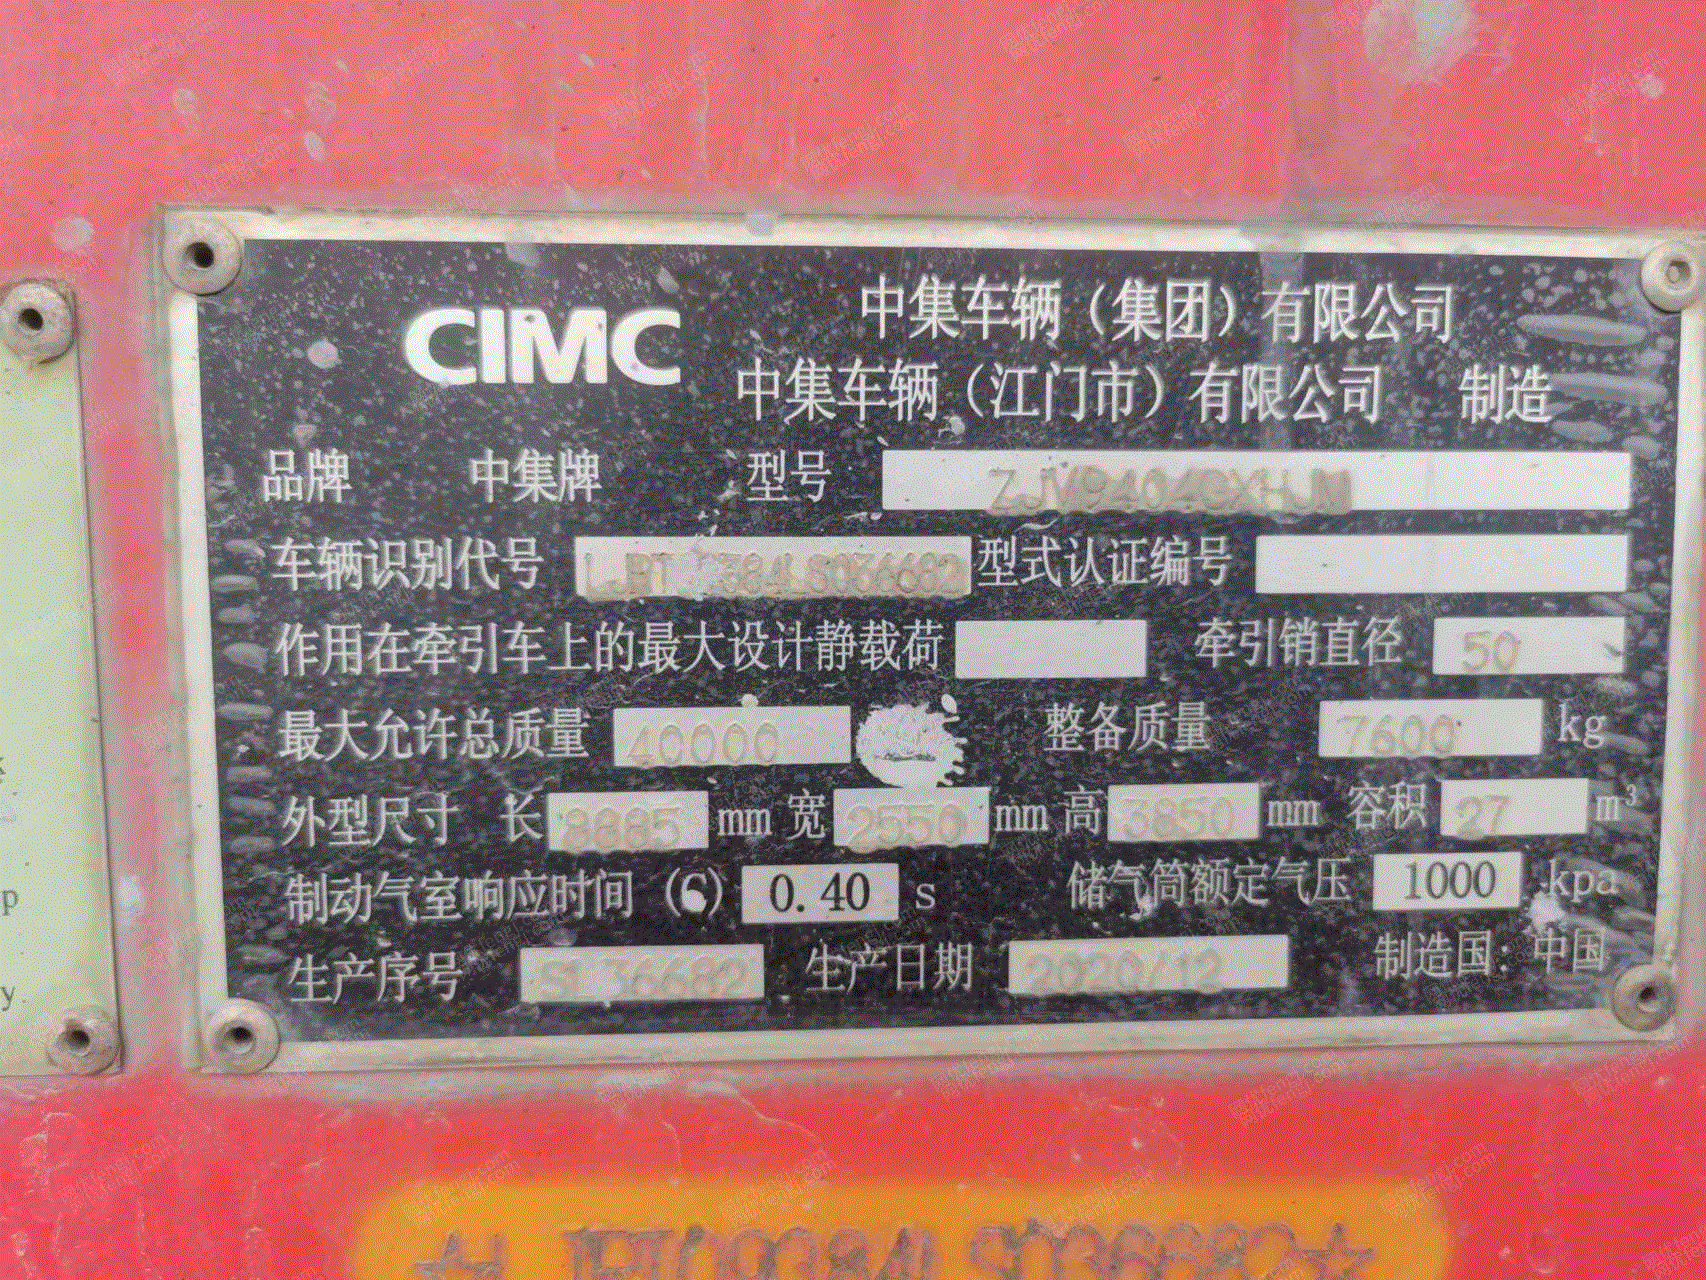 CIMC
中集车辆（集团）有限公司
中集车辆（江门市）有限公司 制造
品牌 中集牌 型号 ZJV9404GXHJM
车辆识别代号 型式认证编号
作用在牵引车上的最大设计静载荷 牵引销直径 50
最大允许总质量 40000 整备质量 7600 kg
外型尺寸 长 8885 mm 宽 2550 mm 高 3850 mm 容积 27 m³
制动气室响应时间 (6) 0.40 s 储气筒额定气压 1000 kpa
生产序号 SL36682 生产日期 2020/12 制造国: 中国
k
p
y.